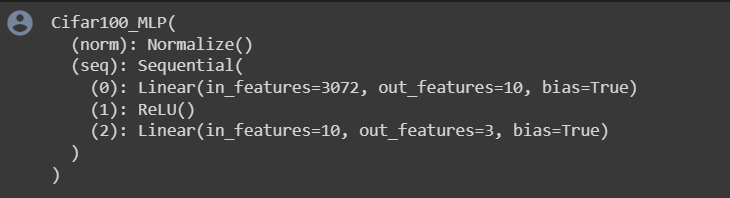 Cifar100_MLP(
  (norm): Normalize()
  (seq): Sequential(
    (0): Linear(in_features=3072, out_features=10, bias=True)
    (1): ReLU()
    (2): Linear(in_features=10, out_features=3, bias=True)
  )
)